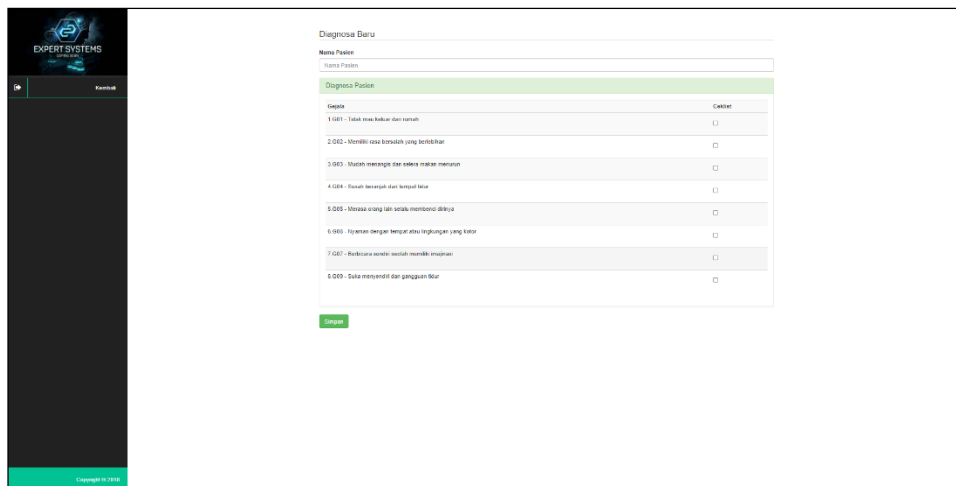 EXPERT SYSTEMS
Kembali
Copyright © 2018
Diagnosa Baru
Nama Pasien
Nama Pasien
Diagnosa Pasien
Gejala Ceklist
1.G01 - Tidak mau keluar dari rumah
2.G02 - Memiliki rasa bersalah yang berlebihan
3.G03 - Mudah menangis dan selera makan menurun
4.G04 - Susah beranjak dari tempat tidur
5.G05 - Merasa orang lain selalu membenci dirinya
6.G06 - Nyaman dengan tempat atau lingkungan yang kotor
7.G07 - Berbicara sendiri seolah memiliki imajinasi
8.G09 - Suka menyendiri dan gangguan tidur
Simpan